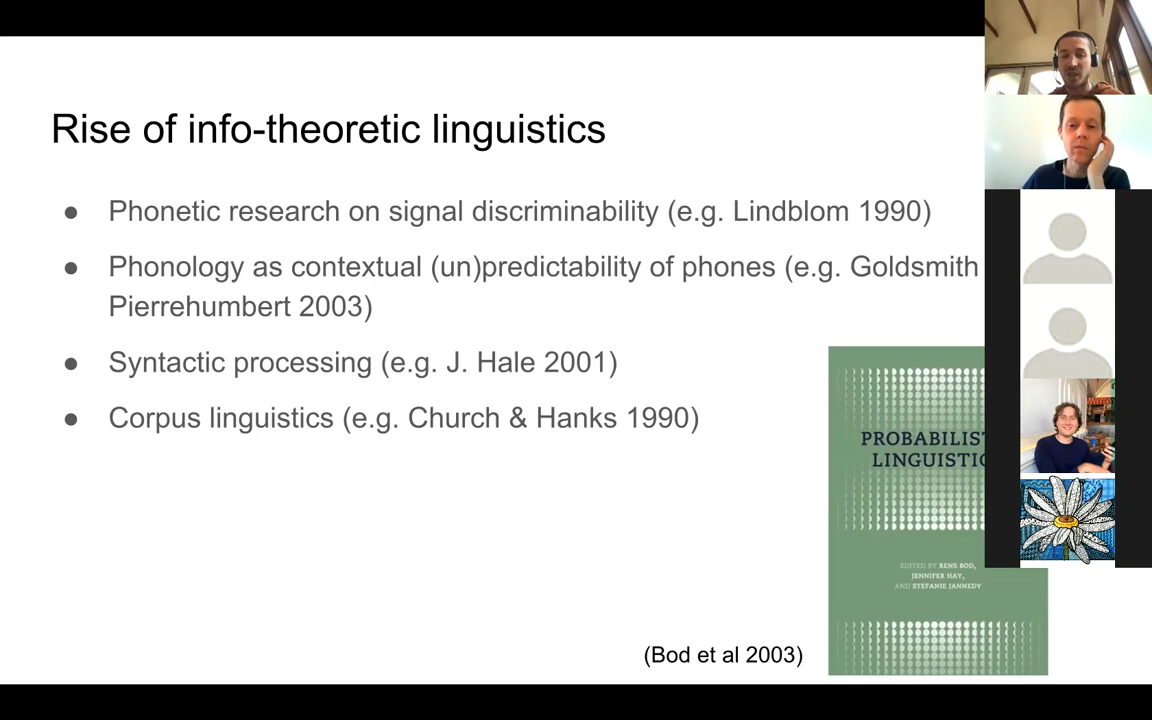 Rise of info-theoretic linguistics
● Phonetic research on signal discriminability (e.g. Lindblom 1990)
● Phonology as contextual (un)predictability of phones (e.g. Goldsmith
Pierrehumbert 2003)
● Syntactic processing (e.g. J. Hale 2001)
● Corpus linguistics (e.g. Church & Hanks 1990)
PROBABILIST
LINGUISTIC
EDITED BY RENS BOD,
JENNIFER HAY,
AND STEFANIE JANNEDY
(Bod et al 2003)